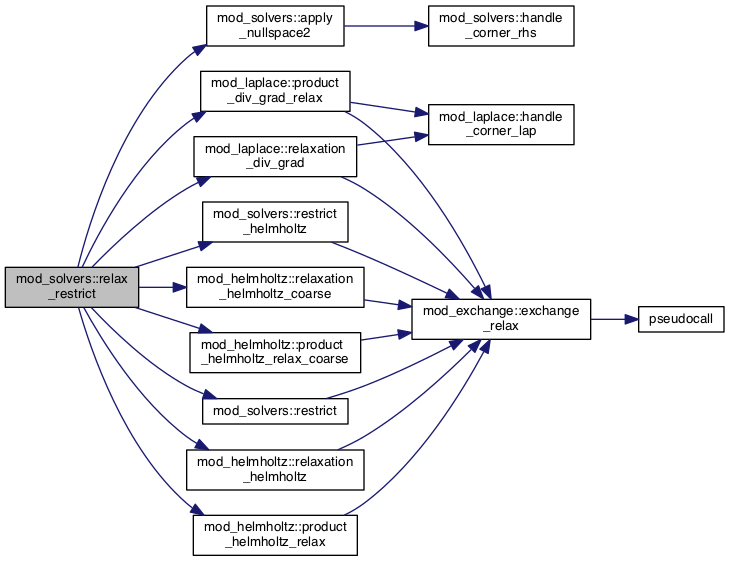 mod_solvers::relax
_restrict
mod_solvers::apply
_nullspace2
mod_solvers::handle
_corner_rhs
mod_laplace::product
_div_grad_relax
mod_laplace::handle
_corner_lap
mod_laplace::relaxation
_div_grad
mod_solvers::restrict
_helmholtz
mod_helmholtz::relaxation
_helmholtz_coarse
mod_exchange::exchange
_relax
pseudocall
mod_helmholtz::product
_helmholtz_relax_coarse
mod_solvers::restrict
mod_helmholtz::relaxation
_helmholtz
mod_helmholtz::product
_helmholtz_relax